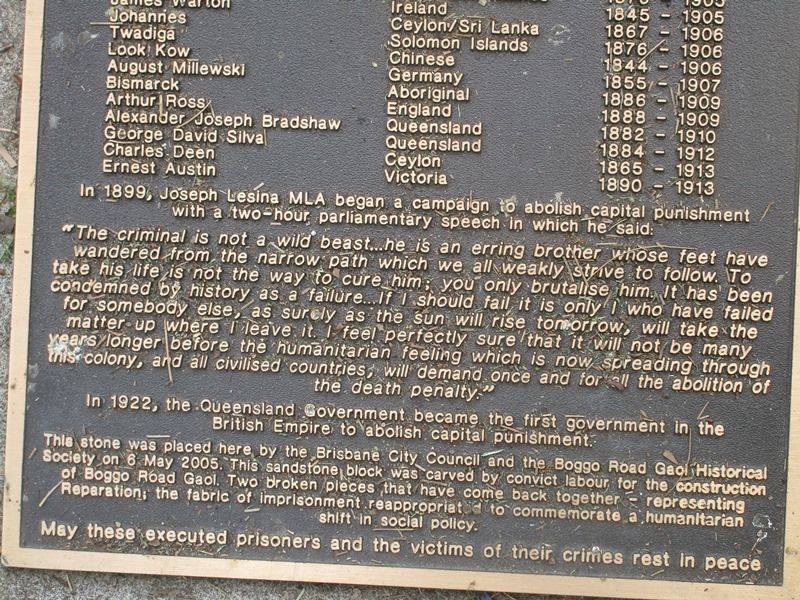 James Warton Ireland 1845 - 1905
Johannes Ceylon/Sri Lanka 1867 - 1906
Twadiga Solomon Islands 1876 - 1906
Look Kow Chinese 1844 - 1906
August Millewski Germany 1855 - 1907
Bismarck Aboriginal 1886 - 1909
Arthur Ross England 1888 - 1909
Alexander Joseph Bradshaw Queensland 1882 - 1910
George David Silva Queensland 1884 - 1912
Charles Deen Ceylon 1865 - 1913
Ernest Austin Victoria 1890 - 1913
In 1899, Joseph Lesina MLA began a campaign to abolish capital punishment
with a two-hour parliamentary speech in which he said:
"The criminal is not a wild beast...he is an erring brother whose feet have
wandered from the narrow path which we all weakly strive to follow. To
take his life is not the way to cure him; you only brutalise him. It has been
condemned by history as a failure...If I should fail it is only I who have failed
for somebody else, as surely as the sun will rise tomorrow, will take the
matter up where I leave it. I feel perfectly sure that it will not be many
years longer before the humanitarian feeling which is now spreading through
this colony, and all civilised countries, will demand once and for all the abolition of
the death penalty."
In 1922, the Queensland Government became the first government in the
British Empire to abolish capital punishment.
This stone was placed here by the Brisbane City Council and the Boggo Road Gaol Historical
Society on 6 May 2005. This sandstone block was carved by convict labour for the construction
of Boggo Road Gaol. Two broken pieces that have come back together - representing
Reparation; the fabric of imprisonment reappropriated to commemorate a humanitarian
shift in social policy.
May these executed prisoners and the victims of their crimes rest in peace